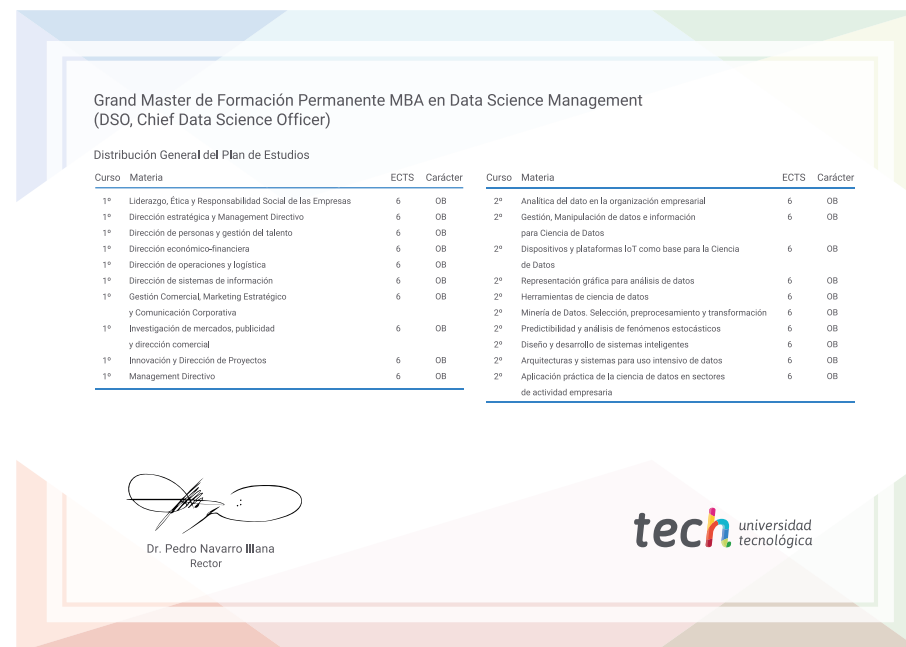 Grand Master de Formación Permanente MBA en Data Science Management
(DSO, Chief Data Science Officer)
Distribución General del Plan de Estudios
Curso Materia ECTS Carácter
1º Liderazgo, Ética y Responsabilidad Social de las Empresas 6 OB
1º Dirección estratégica y Management Directivo 6 OB
1º Dirección de personas y gestión del talento 6 OB
1º Dirección económico-financiera 6 OB
1º Dirección de operaciones y logística 6 OB
1º Dirección de sistemas de información 6 OB
1º Gestión Comercial, Marketing Estratégico 6 OB
y Comunicación Corporativa
1º Investigación de mercados, publicidad 6 OB
y dirección comercial
1º Innovación y Dirección de Proyectos 6 OB
1º Management Directivo 6 OB
Curso Materia ECTS Carácter
2º Analítica del dato en la organización empresarial 6 OB
2º Gestión, Manipulación de datos e información 6 OB
para Ciencia de Datos
2º Dispositivos y plataformas IoT como base para la Ciencia 6 OB
de Datos
2º Representación gráfica para análisis de datos 6 OB
2º Herramientas de ciencia de datos 6 OB
2º Minería de Datos. Selección, preprocesamiento y transformación 6 OB
2º Predictibilidad y análisis de fenómenos estocásticos 6 OB
2º Diseño y desarrollo de sistemas inteligentes 6 OB
2º Arquitecturas y sistemas para uso intensivo de datos 6 OB
2º Aplicación práctica de la ciencia de datos en sectores 6 OB
de actividad empresaria
Dr. Pedro Navarro Illana
Rector
tech universidad
tecnológica